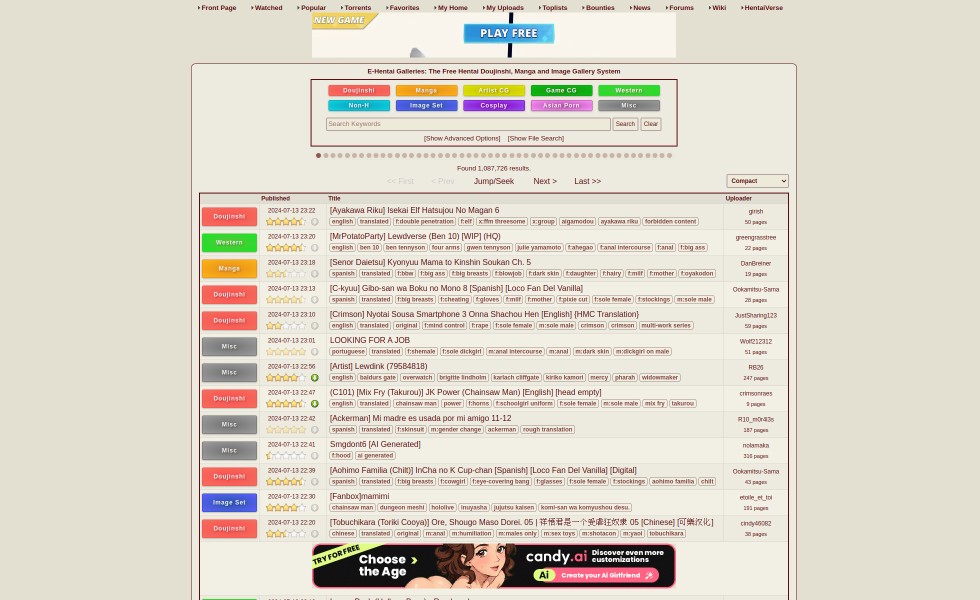 Front Page Watched Popular Torrents Favorites My Home My Uploads Toplists Bounties News Forums Wiki HentaiVerse
NEW GAME
PLAY FREE
E-Hentai Galleries: The Free Hentai Doujinshi, Manga and Image Gallery System
Doujinshi Manga Artist CG Game CG Western
Non-H Image Set Cosplay Asian Porn Misc
Search Keywords Search Clear
[Show Advanced Options] [Show File Search]
Found 1,087,726 results.
<< First < Prev Jump/Seek Next > Last >> Compact
Published Title Uploader
Doujinshi 2024-07-13 23:22 [Ayakawa Riku] Isekai Elf Hatsujou No Magan 6 girish
english translated f:double penetration f:elf x:ffm threesome x:group aigamodou ayakawa riku forbidden content 50 pages
Western 2024-07-13 23:20 [MrPotatoParty] Lewdverse (Ben 10) [WIP] (HQ) greengrasstree
english ben 10 ben tennyson four arms gwen tennyson julie yamamoto f:ahegao f:anal intercourse f:anal f:big ass 22 pages
Manga 2024-07-13 23:18 [Senor Daietsu] Kyonyuu Mama to Kinshin Soukan Ch. 5 DanBreiner
spanish translated f:bbw f:big ass f:big breasts f:blowjob f:dark skin f:daughter f:hairy f:milf f:mother f:oyakodon 19 pages
Doujinshi 2024-07-13 23:13 [C-kyuu] Gibo-san wa Boku no Mono 8 [Spanish] [Loco Fan Del Vanilla] Ookamitsu-Sama
spanish translated f:big breasts f:cheating f:gloves f:milf f:mother f:pixie cut f:sole female f:stockings m:sole male 28 pages
Doujinshi 2024-07-13 23:10 [Crimson] Nyotai Sousa Smartphone 3 Onna Shachou Hen [English] {HMC Translation} JustSharing123
english translated original f:mind control f:rape f:sole female m:sole male crimson crimson multi-work series 59 pages
Misc 2024-07-13 23:01 LOOKING FOR A JOB Wolf212312
portuguese translated f:shemale f:sole dickgirl m:anal intercourse m:anal m:dark skin m:dickgirl on male 51 pages
Misc 2024-07-13 22:56 [Artist] Lewdink (79584818) RB26
english baldurs gate overwatch brigitte lindholm karlach cliffgate kiriko kamori mercy pharah widowmaker 247 pages
Doujinshi 2024-07-13 22:47 (C101) [Mix Fry (Takurou)] JK Power (Chainsaw Man) [English] [head empty] crimsonraes
english translated chainsaw man power f:horns f:schoolgirl uniform f:sole female m:sole male mix fry takurou 9 pages
Misc 2024-07-13 22:42 [Ackerman] Mi madre es usada por mi amigo 11-12 R10_m0r4l3s
spanish translated f:skinsuit m:gender change ackerman rough translation 187 pages
Misc 2024-07-13 22:41 Smgdont6 [AI Generated] nolamaka
f:hood ai generated 316 pages
Doujinshi 2024-07-13 22:39 [Aohimo Familia (Chilt)] InCha no K Cup-chan [Spanish] [Loco Fan Del Vanilla] [Digital] Ookamitsu-Sama
spanish translated f:big breasts f:cowgirl f:eye-covering bang f:glasses f:sole female f:stockings aohimo familia chilt 43 pages
Image Set 2024-07-13 22:30 [Fanbox]mamimi etoile_et_toi
chainsaw man dungeon meshi hololive inuyasha jujutsu kaisen komi-san wa komyushou desu. 191 pages
Doujinshi 2024-07-13 22:20 [Tobuchikara (Toriki Cooya)] Ore, Shougo Maso Dorei. 05 | 祥悟君是一个受虐狂奴隶 05 [Chinese] [可樂汉化] cindy46082
chinese translated original m:anal m:humiliation m:males only m:sex toys m:shotacon m:yaoi tobuchikara 36 pages
TRY FOR FREE
Choose the Age
candy.ai Discover even more customizations
Ai Create your Ai Girlfriend